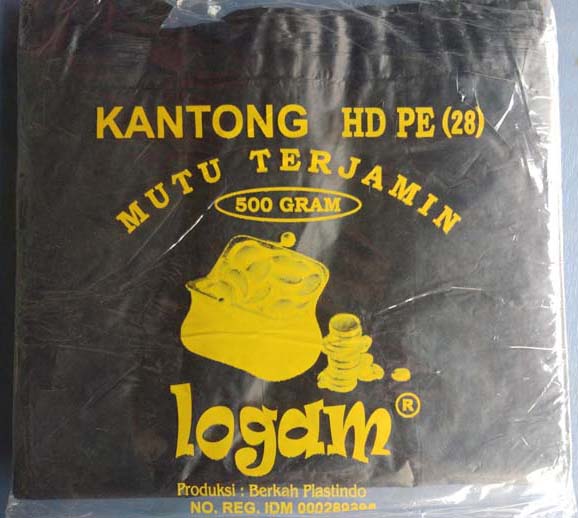 KANTONG HD PE (28)
MUTU TERJAMIN
500 GRAM
logam ®
Produksi : Berkah Plastindo
NO. REG. IDM